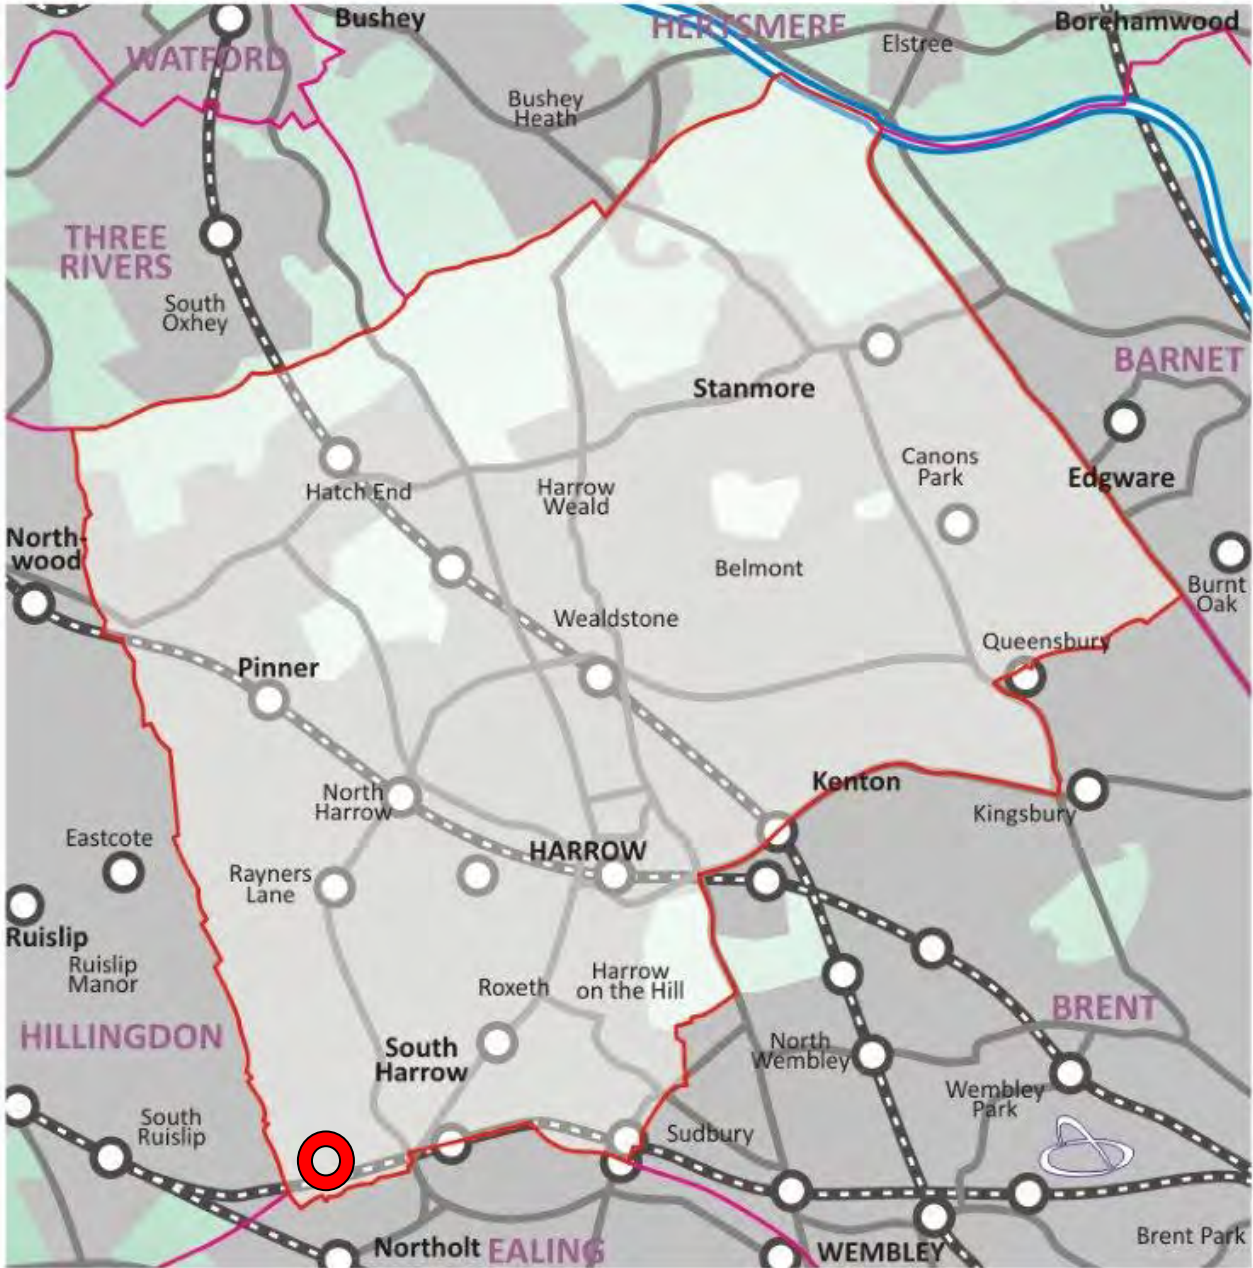 Bushey
HERTSMERE
Borehamwood
WATFORD
Elstree
Bushey
Heath
THREE
RIVERS
South
Oxhey
BARNET
Stanmore
Canons
Park
Edgware
Hatch End
Harrow
Weald
North-
wood
Belmont
Burnt
Oak
Wealdstone
Queensbury
Pinner
Kenton
North
Harrow
Kingsbury
Eastcote
HARROW
Rayners
Lane
Ruislip
Ruislip
Manor
Roxeth
Harrow
on the Hill
BRENT
HILLINGDON
South
Harrow
North
Wembley
Wembley
Park
South
Ruislip
Sudbury
Northolt
EALING
WEMBLEY
Brent Park